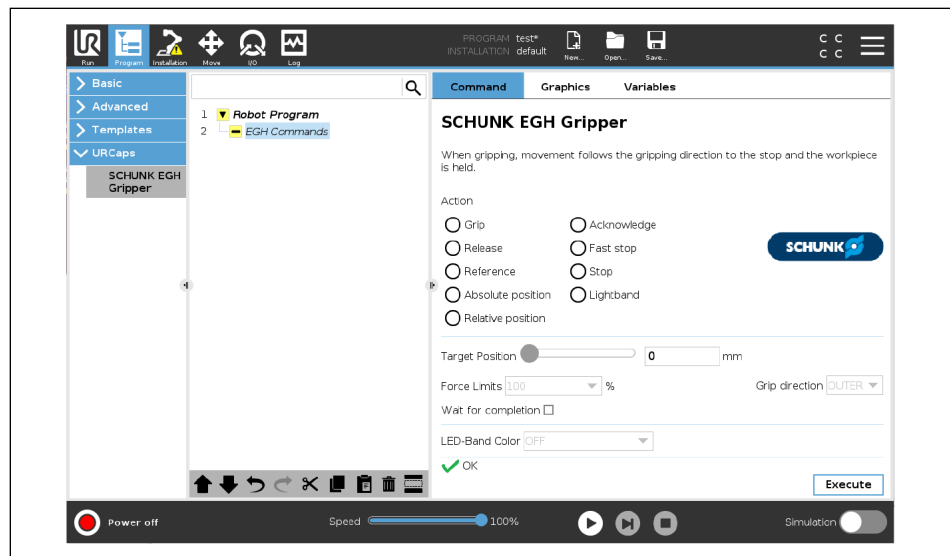 PROGRAM test*
INSTALLATION default
Run Program Installation Move I/O Log New... Open... Save...
C C
C C
Basic
Advanced
Templates
URCaps
SCHUNK EGH
Gripper
1 Robot Program
2 EGH Commands
Command Graphics Variables
SCHUNK EGH Gripper
When gripping, movement follows the gripping direction to the stop and the workpiece
is held.
Action
Grip Acknowledge
Release Fast stop
SCHUNK
Reference Stop
Absolute position Lightband
Relative position
Target Position 0 mm
Force Limits 100 % Grip direction OUTER
Wait for completion
LED-Band Color OFF
OK
Execute
Power off Speed 100% Simulation